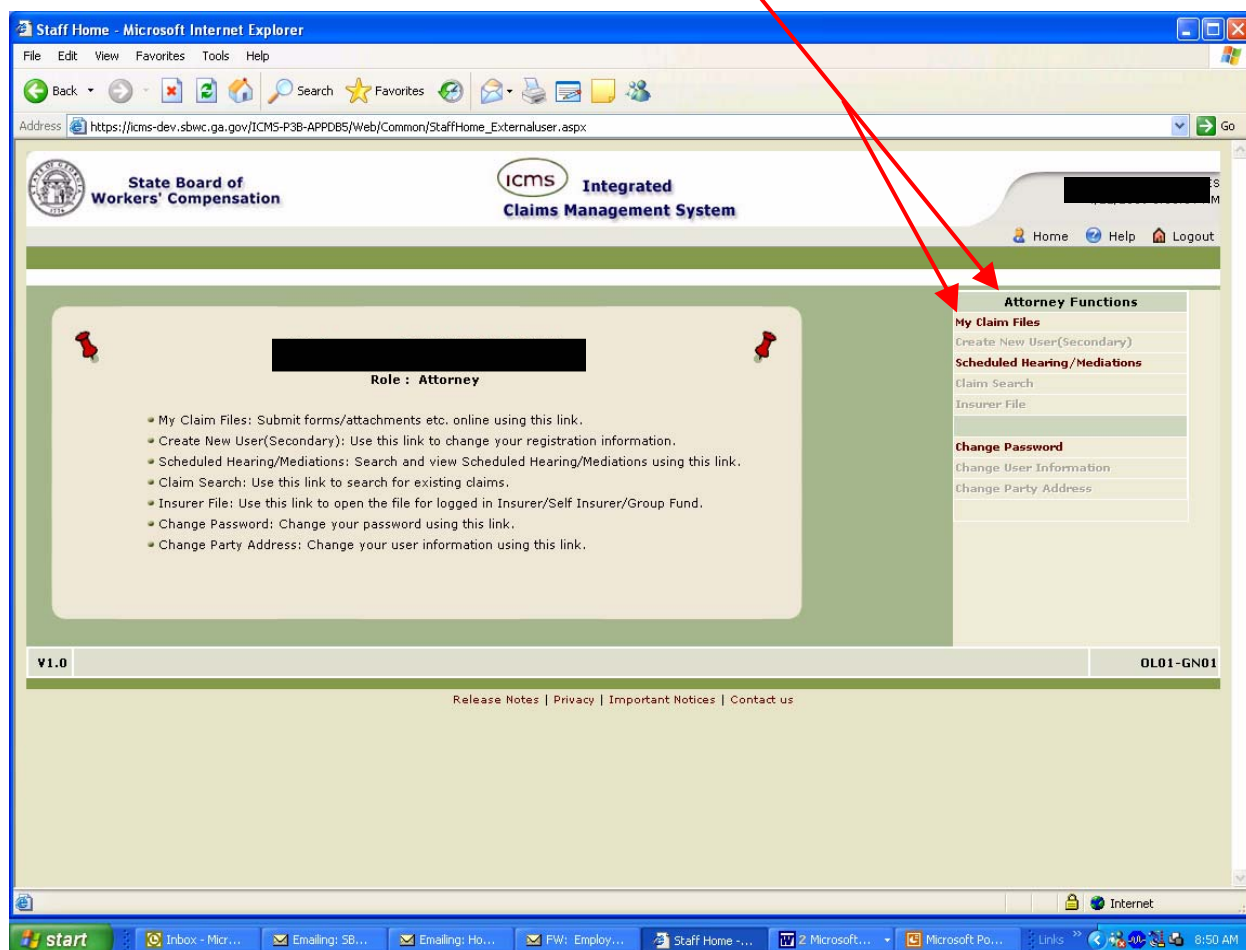 Staff Home - Microsoft Internet Explorer
File Edit View Favorites Tools Help
Back Search Favorites
Address https://icms-dev.sbwc.ga.gov/ICMS-P3B-APPDB5/Web/Common/StaffHome_Externaluser.aspx Go
State Board of
Workers' Compensation
icms Integrated
Claims Management System
Home Help Logout
Attorney Functions
My Claim Files
Create New User(Secondary)
Scheduled Hearing/Mediations
Claim Search
Insurer File
Change Password
Change User Information
Change Party Address
Role : Attorney
My Claim Files: Submit forms/attachments etc. online using this link.
Create New User(Secondary): Use this link to change your registration information.
Scheduled Hearing/Mediations: Search and view Scheduled Hearing/Mediations using this link.
Claim Search: Use this link to search for existing claims.
Insurer File: Use this link to open the file for logged in Insurer/Self Insurer/Group Fund.
Change Password: Change your password using this link.
Change Party Address: Change your user information using this link.
V1.0 OL01-GN01
Release Notes | Privacy | Important Notices | Contact us
Internet
start Inbox - Micr... Emailing: SB... Emailing: Ho... FW: Employ... Staff Home -... 2 Microsoft... Microsoft Po... Links 8:50 AM